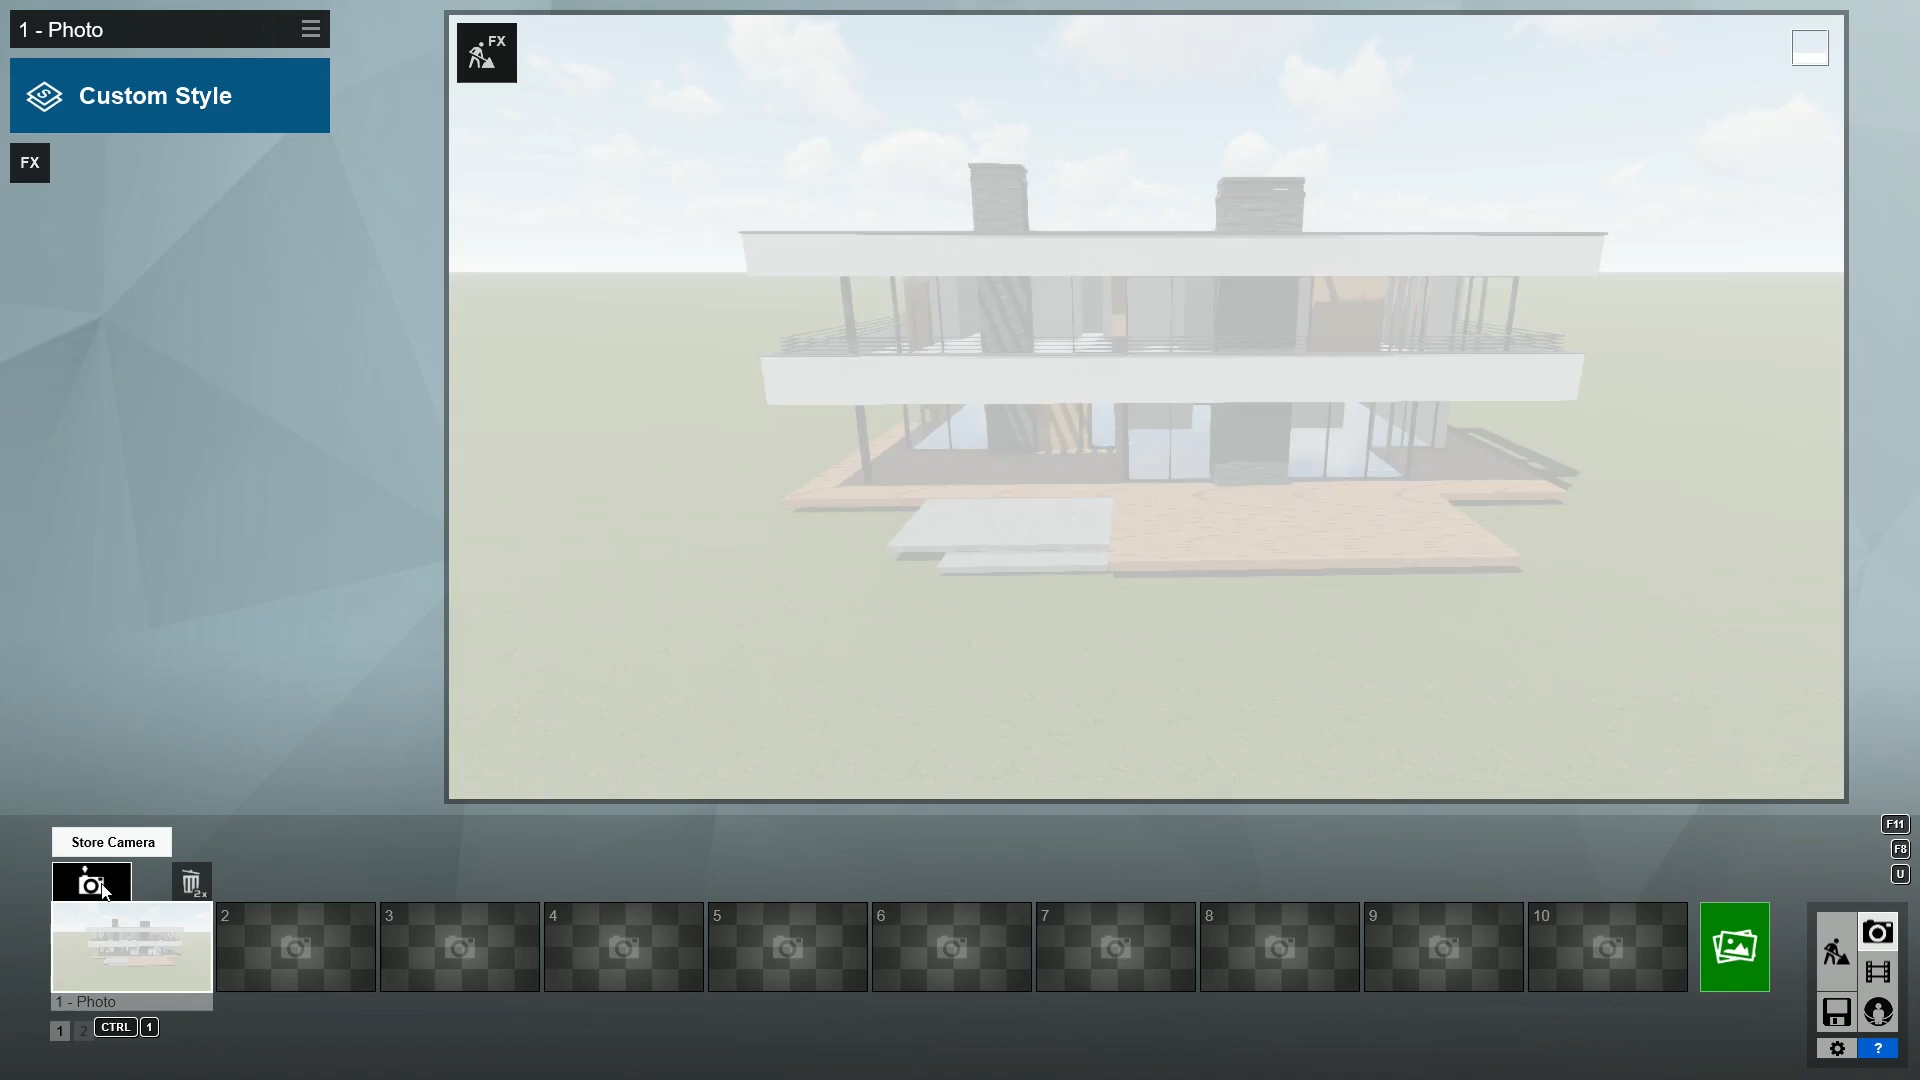 1 - Photo
Custom Style
FX
FX
F11
F8
U
Store Camera
2x
2
3
4
5
6
7
8
9
10
1 - Photo
1 2 CTRL 1
?